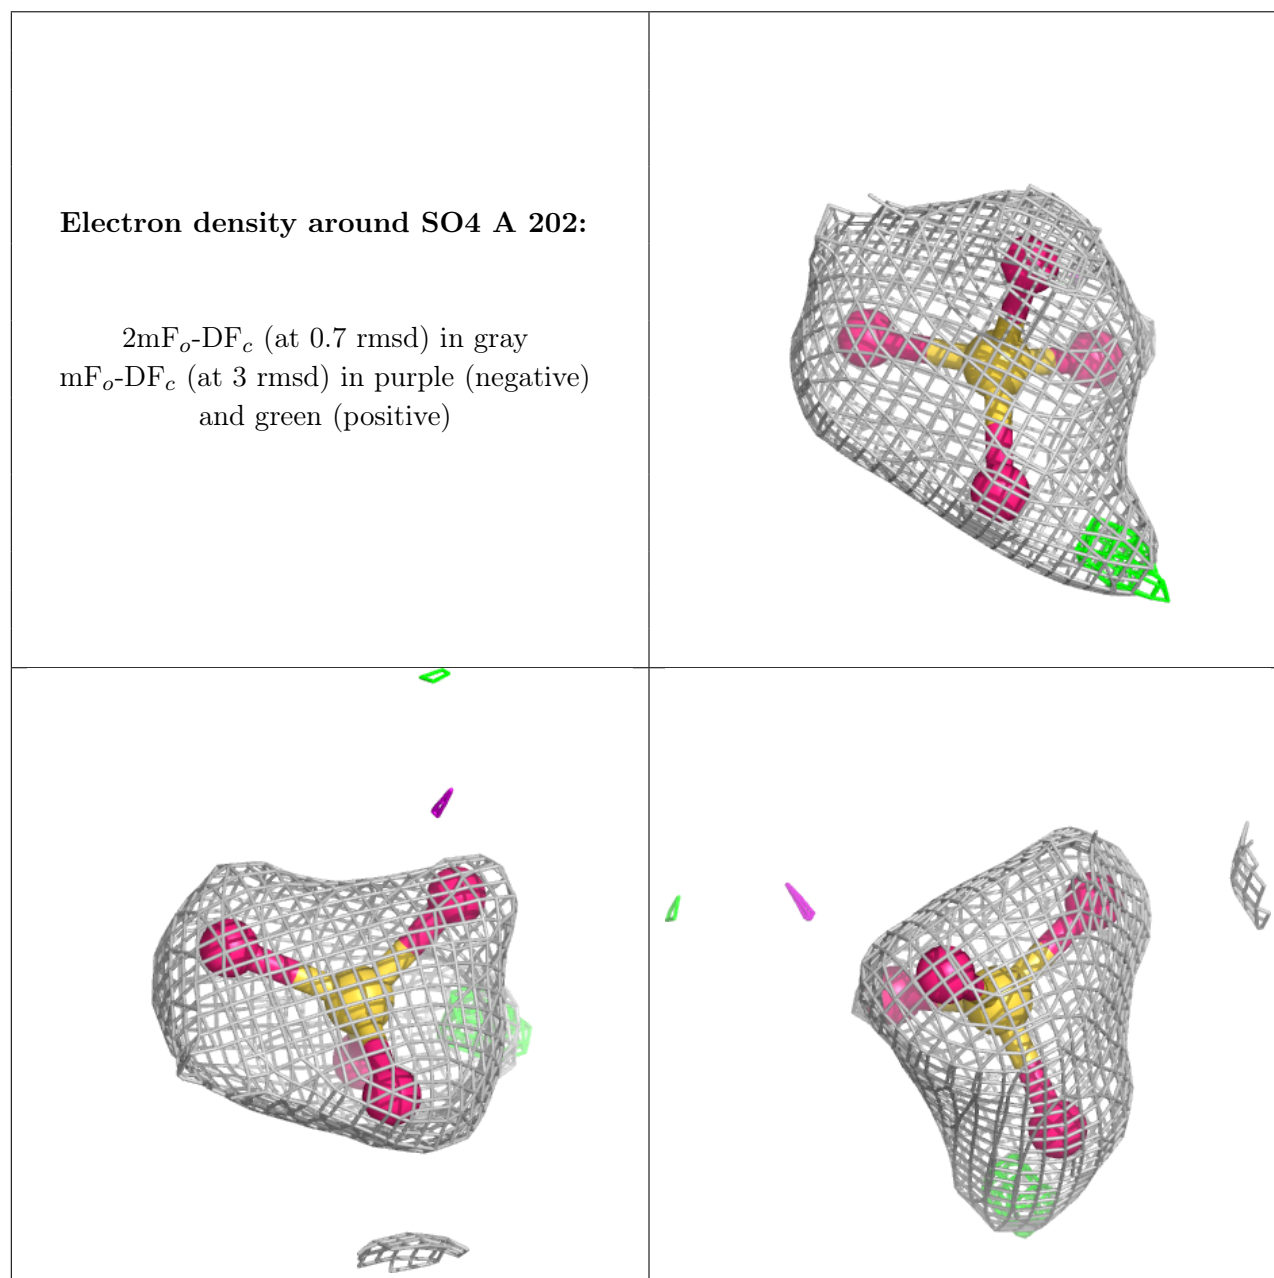 Electron density around SO4 A 202:
2mFo-DFc (at 0.7 rmsd) in gray
mFo-DFc (at 3 rmsd) in purple (negative)
and green (positive)